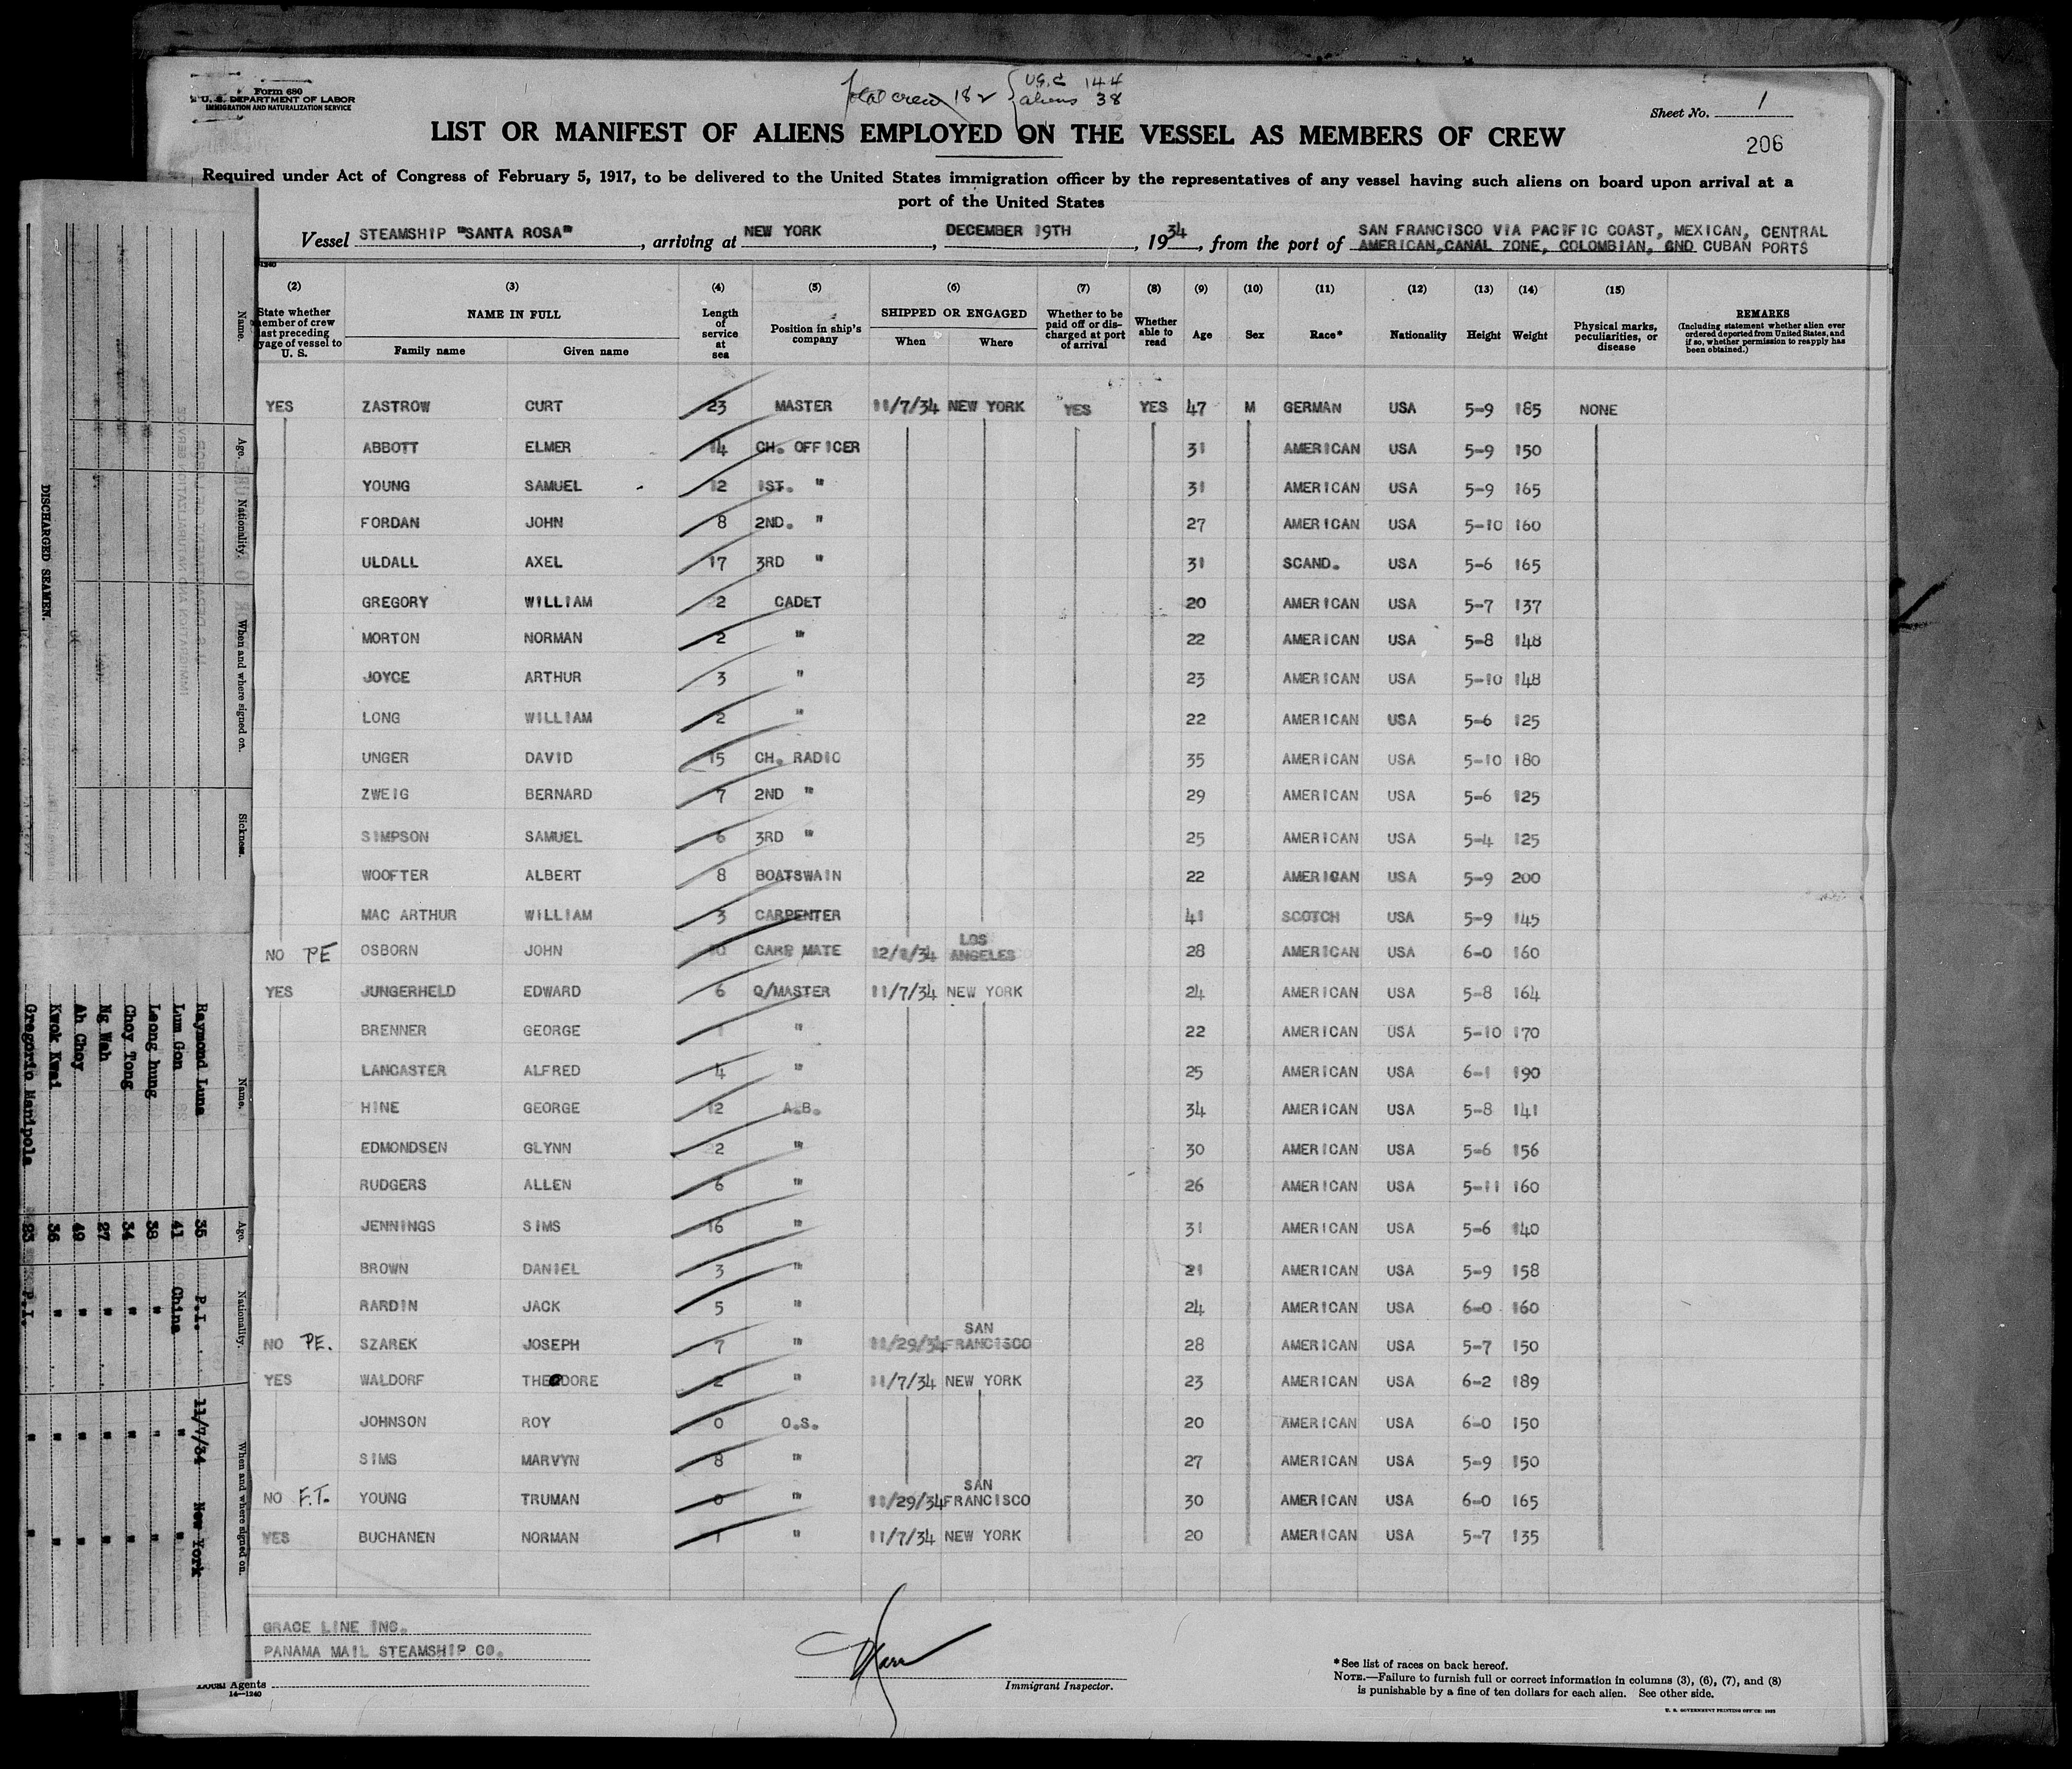 Form 680
U. S. DEPARTMENT OF LABOR
IMMIGRATION AND NATURALIZATION SERVICE
total crew 182 { US.C 144
aliens 38
Sheet No. 1
206
LIST OR MANIFEST OF ALIENS EMPLOYED ON THE VESSEL AS MEMBERS OF CREW
Required under Act of Congress of February 5, 1917, to be delivered to the United States immigration officer by the representatives of any vessel having such aliens on board upon arrival at a
port of the United States
Vessel STEAMSHIP "SANTA ROSA", arriving at NEW YORK, DECEMBER 19TH, 1934, from the port of SAN FRANCISCO VIA PACIFIC COAST, MEXICAN, CENTRAL
AMERICAN, CANAL ZONE, COLOMBIAN, GND CUBAN PORTS
(2) (3) (4) (5) (6) (7) (8) (9) (10) (11) (12) (13) (14) (15)
State whether member of crew last preceding voyage of vessel to U. S.
NAME IN FULL
Family name Given name
Length of service at sea
Position in ship's company
SHIPPED OR ENGAGED
When Where
Whether to be paid off or discharged at port of arrival
Whether able to read
Age Sex Race* Nationality Height Weight
Physical marks, peculiarities, or disease
REMARKS
(Including statement whether alien ever ordered deported from United States, and if so, whether permission to reapply has been obtained.)
YES ZASTROW CURT 23 MASTER 11/7/34 NEW YORK YES YES 47 M GERMAN USA 5-9 185 NONE
ABBOTT ELMER 14 CH. OFFICER 31 AMERICAN USA 5-9 150
YOUNG SAMUEL 12 1ST. " 31 AMERICAN USA 5-9 165
FORDAN JOHN 8 2ND. " 27 AMERICAN USA 5-10 160
ULDALL AXEL 17 3RD " 31 SCAND. USA 5-6 165
GREGORY WILLIAM 2 CADET 20 AMERICAN USA 5-7 137
MORTON NORMAN 2 " 22 AMERICAN USA 5-8 148
JOYCE ARTHUR 3 " 23 AMERICAN USA 5-10 148
LONG WILLIAM 2 " 22 AMERICAN USA 5-6 125
UNGER DAVID 15 CH. RADIO 35 AMERICAN USA 5-10 180
ZWEIG BERNARD 7 2ND " 29 AMERICAN USA 5-6 125
SIMPSON SAMUEL 6 3RD " 25 AMERICAN USA 5-4 125
WOOFTER ALBERT 8 BOATSWAIN 22 AMERICAN USA 5-9 200
MAC ARTHUR WILLIAM 3 CARPENTER 41 SCOTCH USA 5-9 145
NO PE OSBORN JOHN 10 CARP MATE 12/1/34 LOS ANGELES 28 AMERICAN USA 6-0 160
YES JUNGERHELD EDWARD 6 Q/MASTER 11/7/34 NEW YORK 24 AMERICAN USA 5-8 164
BRENNER GEORGE 1 " 22 AMERICAN USA 5-10 170
LANCASTER ALFRED 4 " 25 AMERICAN USA 6-1 190
HINE GEORGE 12 A.B. 34 AMERICAN USA 5-8 141
EDMONDSEN GLYNN 2 " 30 AMERICAN USA 5-6 156
RUDGERS ALLEN 6 " 26 AMERICAN USA 5-11 160
JENNINGS SIMS 16 " 31 AMERICAN USA 5-6 140
BROWN DANIEL 3 " 21 AMERICAN USA 5-9 158
RARDIN JACK 5 " 24 AMERICAN USA 6-0 160
NO PE. SZAREK JOSEPH 7 " 11/29/34 SAN FRANCISCO 28 AMERICAN USA 5-7 150
YES WALDORF THEODORE 2 " 11/7/34 NEW YORK 23 AMERICAN USA 6-2 189
JOHNSON ROY 0 O.S. 20 AMERICAN USA 6-0 150
SIMS MARVYN 8 " 27 AMERICAN USA 5-9 150
NO F.T. YOUNG TRUMAN 0 " 11/29/34 SAN FRANCISCO 30 AMERICAN USA 6-0 165
YES BUCHANEN NORMAN 1 " 11/7/34 NEW YORK 20 AMERICAN USA 5-7 135
GRACE LINE INC.
PANAMA MAIL STEAMSHIP CO.
Local Agents
14—1240
Immigrant Inspector.
*See list of races on back hereof.
NOTE.—Failure to furnish full or correct information in columns (3), (6), (7), and (8)
is punishable by a fine of ten dollars for each alien. See other side.
U. S. GOVERNMENT PRINTING OFFICE: 1933
DISCHARGED SEAMEN.
Name. Age. Nationality. When and where signed on. Sickness.
Name. Age. Nationality. When and where signed on.
Raymond Luna 35 P.I. 11/7/34 New York
Lum Gon 41 China " "
Leong hung 38 " " "
Choy Tong 34 " " "
Ng Wah 27 " " "
Ah Choy 49 " " "
Kwok Kwai 36 " " "
Gregorio Manipola 23 P.I. " "